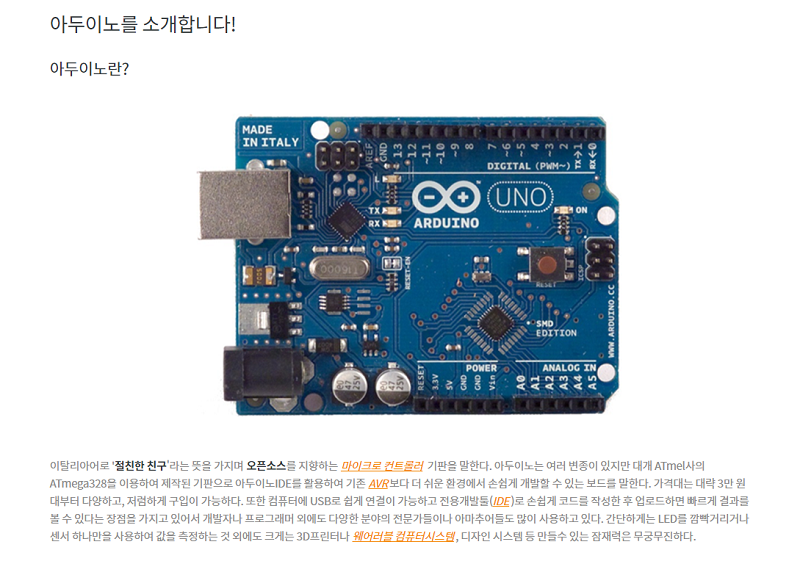 아두이노를 소개합니다!
아두이노란?
MADE
IN ITALY
AREF
GND
13
12
~11
~10
~9
8
7
~6
~5
4
~3
2
TX→1
RX←0
DIGITAL (PWM~)
L
TX
RX
UNO
ARDUINO
ON
RESET-EN
RESET
ICSP
SMD
EDITION
WWW.ARDUINO.CC
47
25V
47
25V
POWER
ANALOG IN
RESET
3.3V
5V
GND
GND
Vin
A0
A1
A2
A3
A4
A5
이탈리아어로 '절친한 친구'라는 뜻을 가지며 오픈소스를 지향하는 마이크로 컨트롤러 기판을 말한다. 아두이노는 여러 변종이 있지만 대개 ATmel사의
ATmega328를 이용하여 제작된 기판으로 아두이노IDE를 활용하여 기존 AVR보다 더 쉬운 환경에서 손쉽게 개발할 수 있는 보드를 말한다. 가격대는 대략 3만 원
대부터 다양하고, 저렴하게 구입이 가능하다. 또한 컴퓨터에 USB로 쉽게 연결이 가능하고 전용개발툴(IDE)로 손쉽게 코드를 작성한 후 업로드하면 빠르게 결과를
볼 수 있다는 장점을 가지고 있어서 개발자나 프로그래머 외에도 다양한 분야의 전문가들이나 아마추어들도 많이 사용하고 있다. 간단하게는 LED를 깜빡거리거나
센서 하나만을 사용하여 값을 측정하는 것 외에도 크게는 3D프린터나 웨어러블 컴퓨터시스템, 디자인 시스템 등 만들수 있는 잠재력은 무궁무진하다.